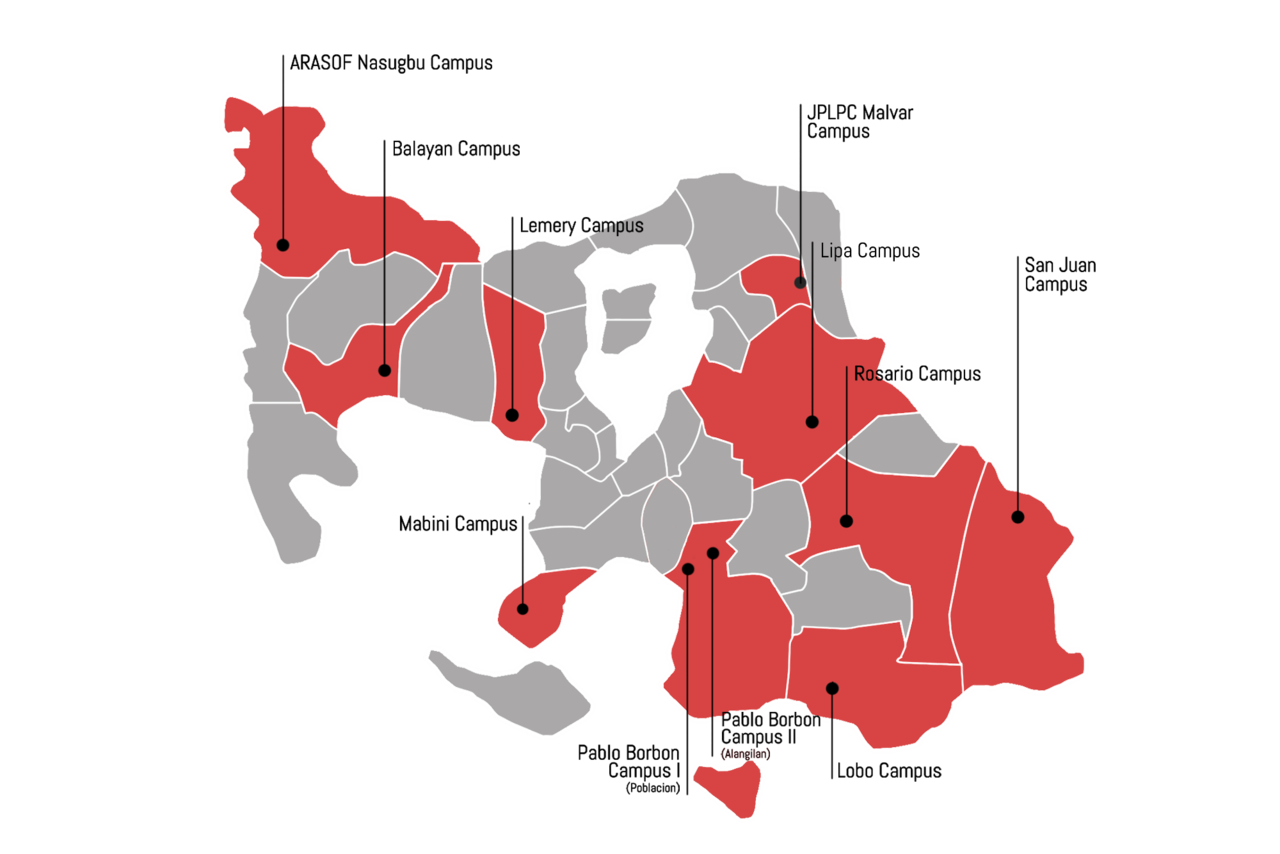 ARASOF Nasugbu Campus
JPLPC Malvar
Campus
Balayan Campus
Lemery Campus
Lipa Campus
San Juan
Campus
Rosario Campus
Mabini Campus
Pablo Borbon
Campus II
(Alangilan)
Pablo Borbon
Campus I
(Poblacion)
Lobo Campus